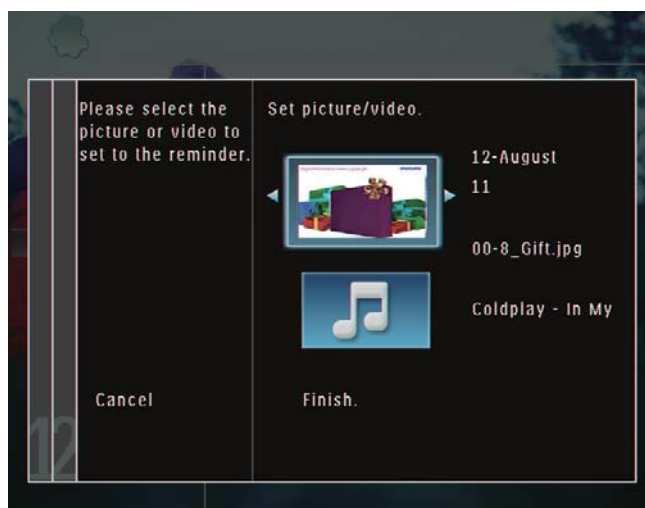 Please select the
picture or video to
set to the reminder.
Set picture/video.
12-August
11
00-8_Gift.jpg
Coldplay - In My
Cancel
Finish.
12